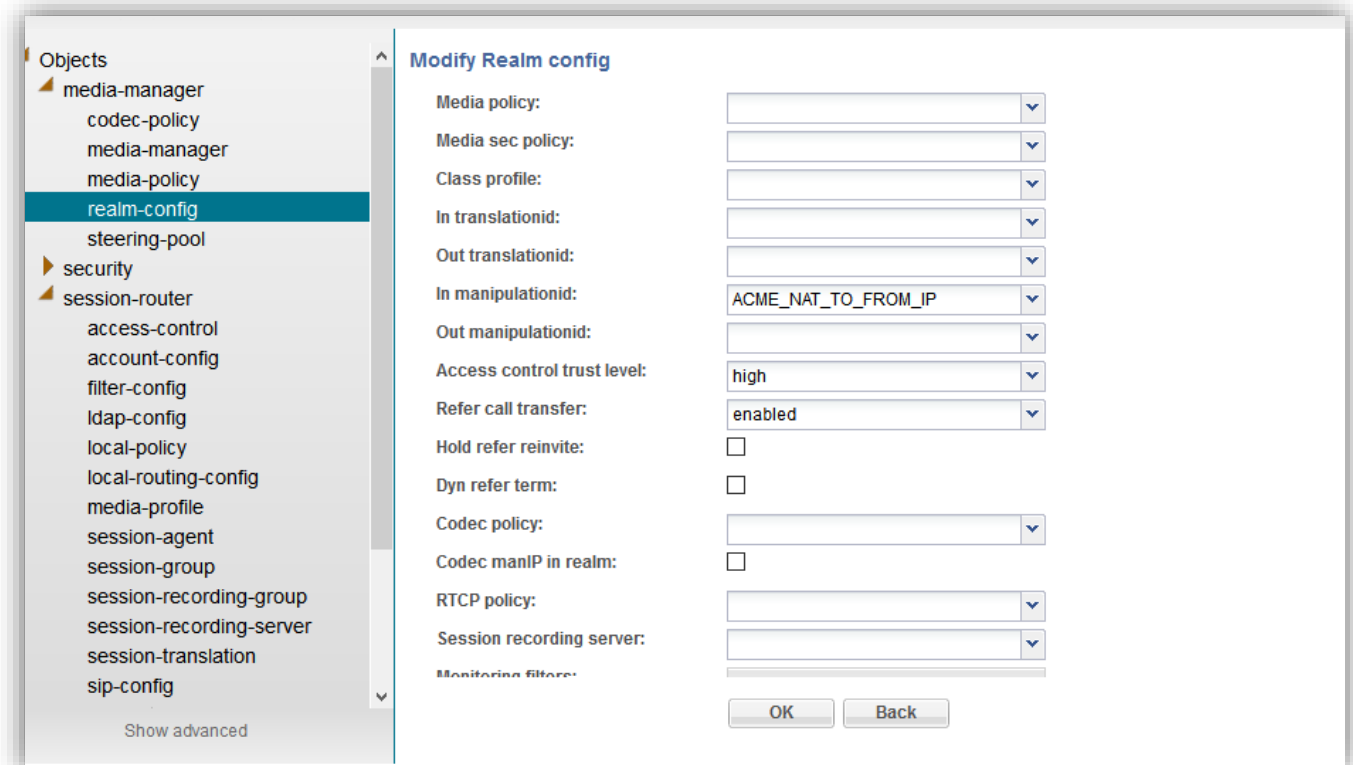 Objects
media-manager
codec-policy
media-manager
media-policy
realm-config
steering-pool
security
session-router
access-control
account-config
filter-config
ldap-config
local-policy
local-routing-config
media-profile
session-agent
session-group
session-recording-group
session-recording-server
session-translation
sip-config
Show advanced
Modify Realm config
Media policy:
Media sec policy:
Class profile:
In translationid:
Out translationid:
In manipulationid: ACME_NAT_TO_FROM_IP
Out manipulationid:
Access control trust level: high
Refer call transfer: enabled
Hold refer reinvite:
Dyn refer term:
Codec policy:
Codec manIP in realm:
RTCP policy:
Session recording server:
Monitoring filters:
OK Back